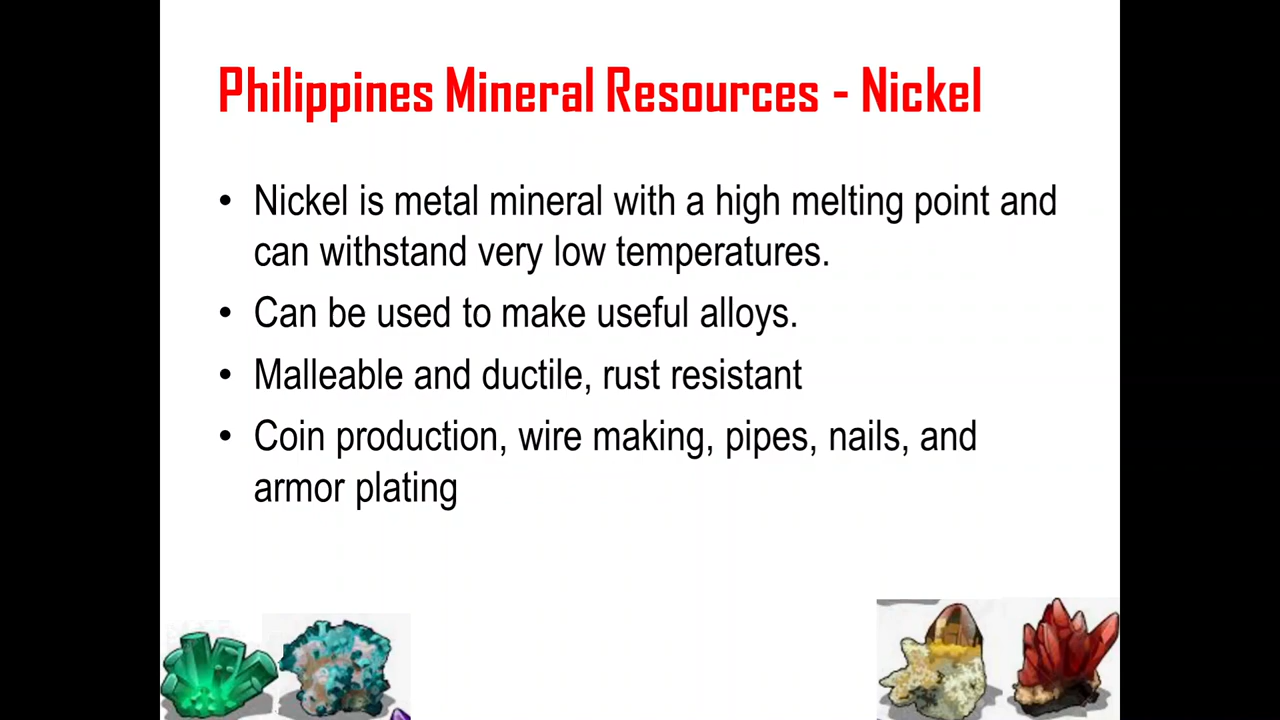 Philippines Mineral Resources - Nickel
• Nickel is metal mineral with a high melting point and
can withstand very low temperatures.
• Can be used to make useful alloys.
• Malleable and ductile, rust resistant
• Coin production, wire making, pipes, nails, and
armor plating